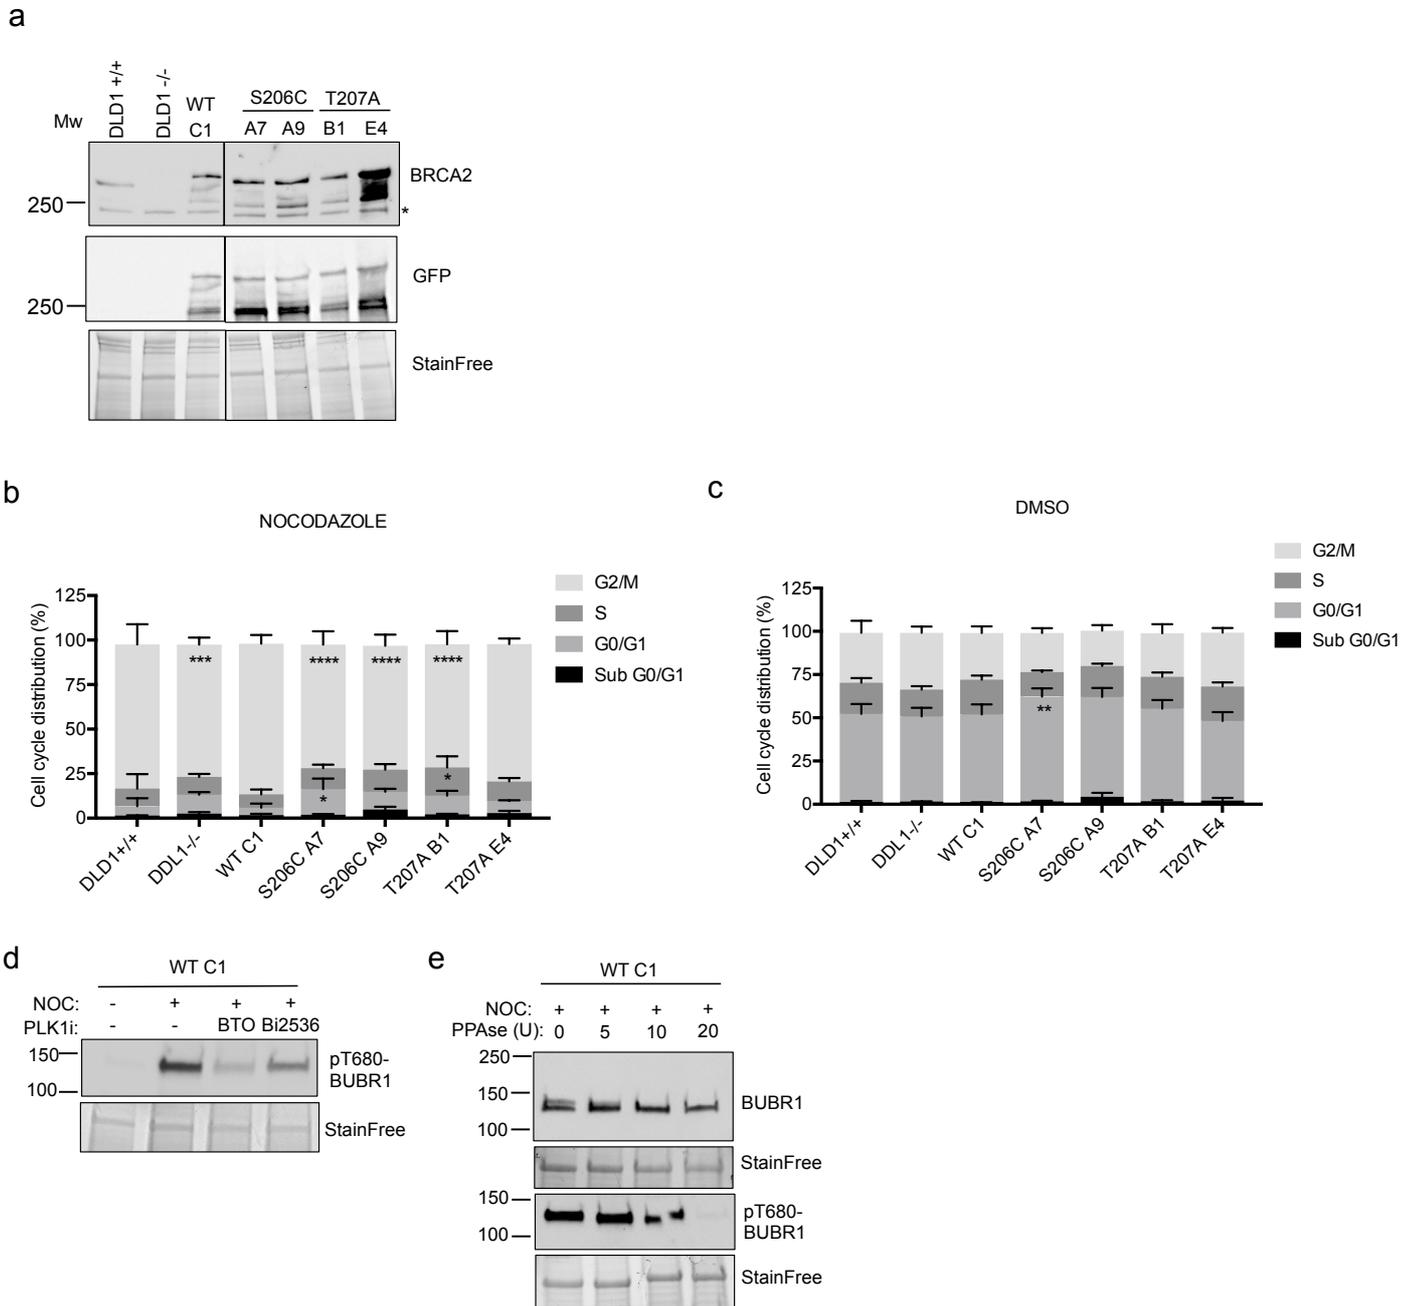 a
DLD1 +/+
DLD1 -/-
WT
C1
S206C
T207A
A7 A9 B1 E4
Mw
BRCA2
250
*
GFP
250
StainFree
b
NOCODAZOLE
G2/M
S
G0/G1
Sub G0/G1
Cell cycle distribution (%)
125
100
75
50
25
0
***
****
****
****
*
*
DLD1+/+
DDL1-/-
WT C1
S206C A7
S206C A9
T207A B1
T207A E4
c
DMSO
G2/M
S
G0/G1
Sub G0/G1
Cell cycle distribution (%)
125
100
75
50
25
0
**
DLD1+/+
DDL1-/-
WT C1
S206C A7
S206C A9
T207A B1
T207A E4
d
WT C1
NOC: - + + +
PLK1i: - - BTO Bi2536
150
100
pT680-
BUBR1
StainFree
e
WT C1
NOC: + + + +
PPAse (U): 0 5 10 20
250
150
100
BUBR1
StainFree
150
100
pT680-
BUBR1
StainFree